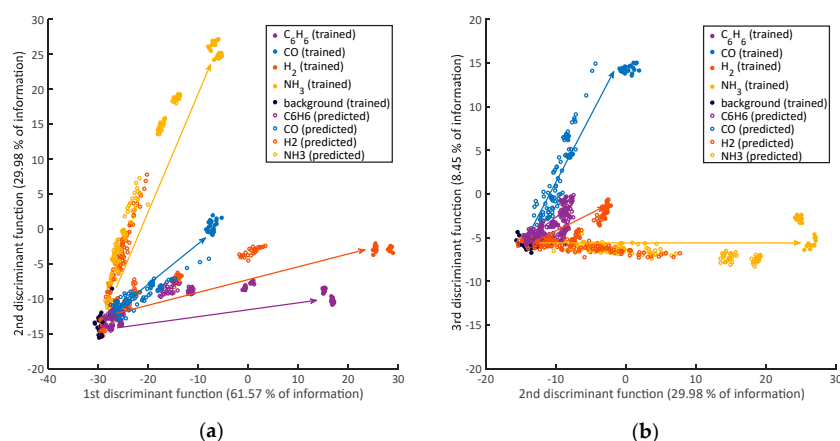 30
25
20
15
10
5
0
-5
-10
-15
-20
2nd discriminant function (29.98 % of information)
-40
-30
-20
-10
0
10
20
30
1st discriminant function (61.57 % of information)
C6H6 (trained)
CO (trained)
H2 (trained)
NH3 (trained)
background (trained)
C6H6 (predicted)
CO (predicted)
H2 (predicted)
NH3 (predicted)
(a)
20
15
10
5
0
-5
-10
-15
-20
3rd discriminant function (8.45 % of information)
-20
-10
0
10
20
30
2nd discriminant function (29.98 % of information)
C6H6 (trained)
CO (trained)
H2 (trained)
NH3 (trained)
background (trained)
C6H6 (predicted)
CO (predicted)
H2 (predicted)
NH3 (predicted)
(b)